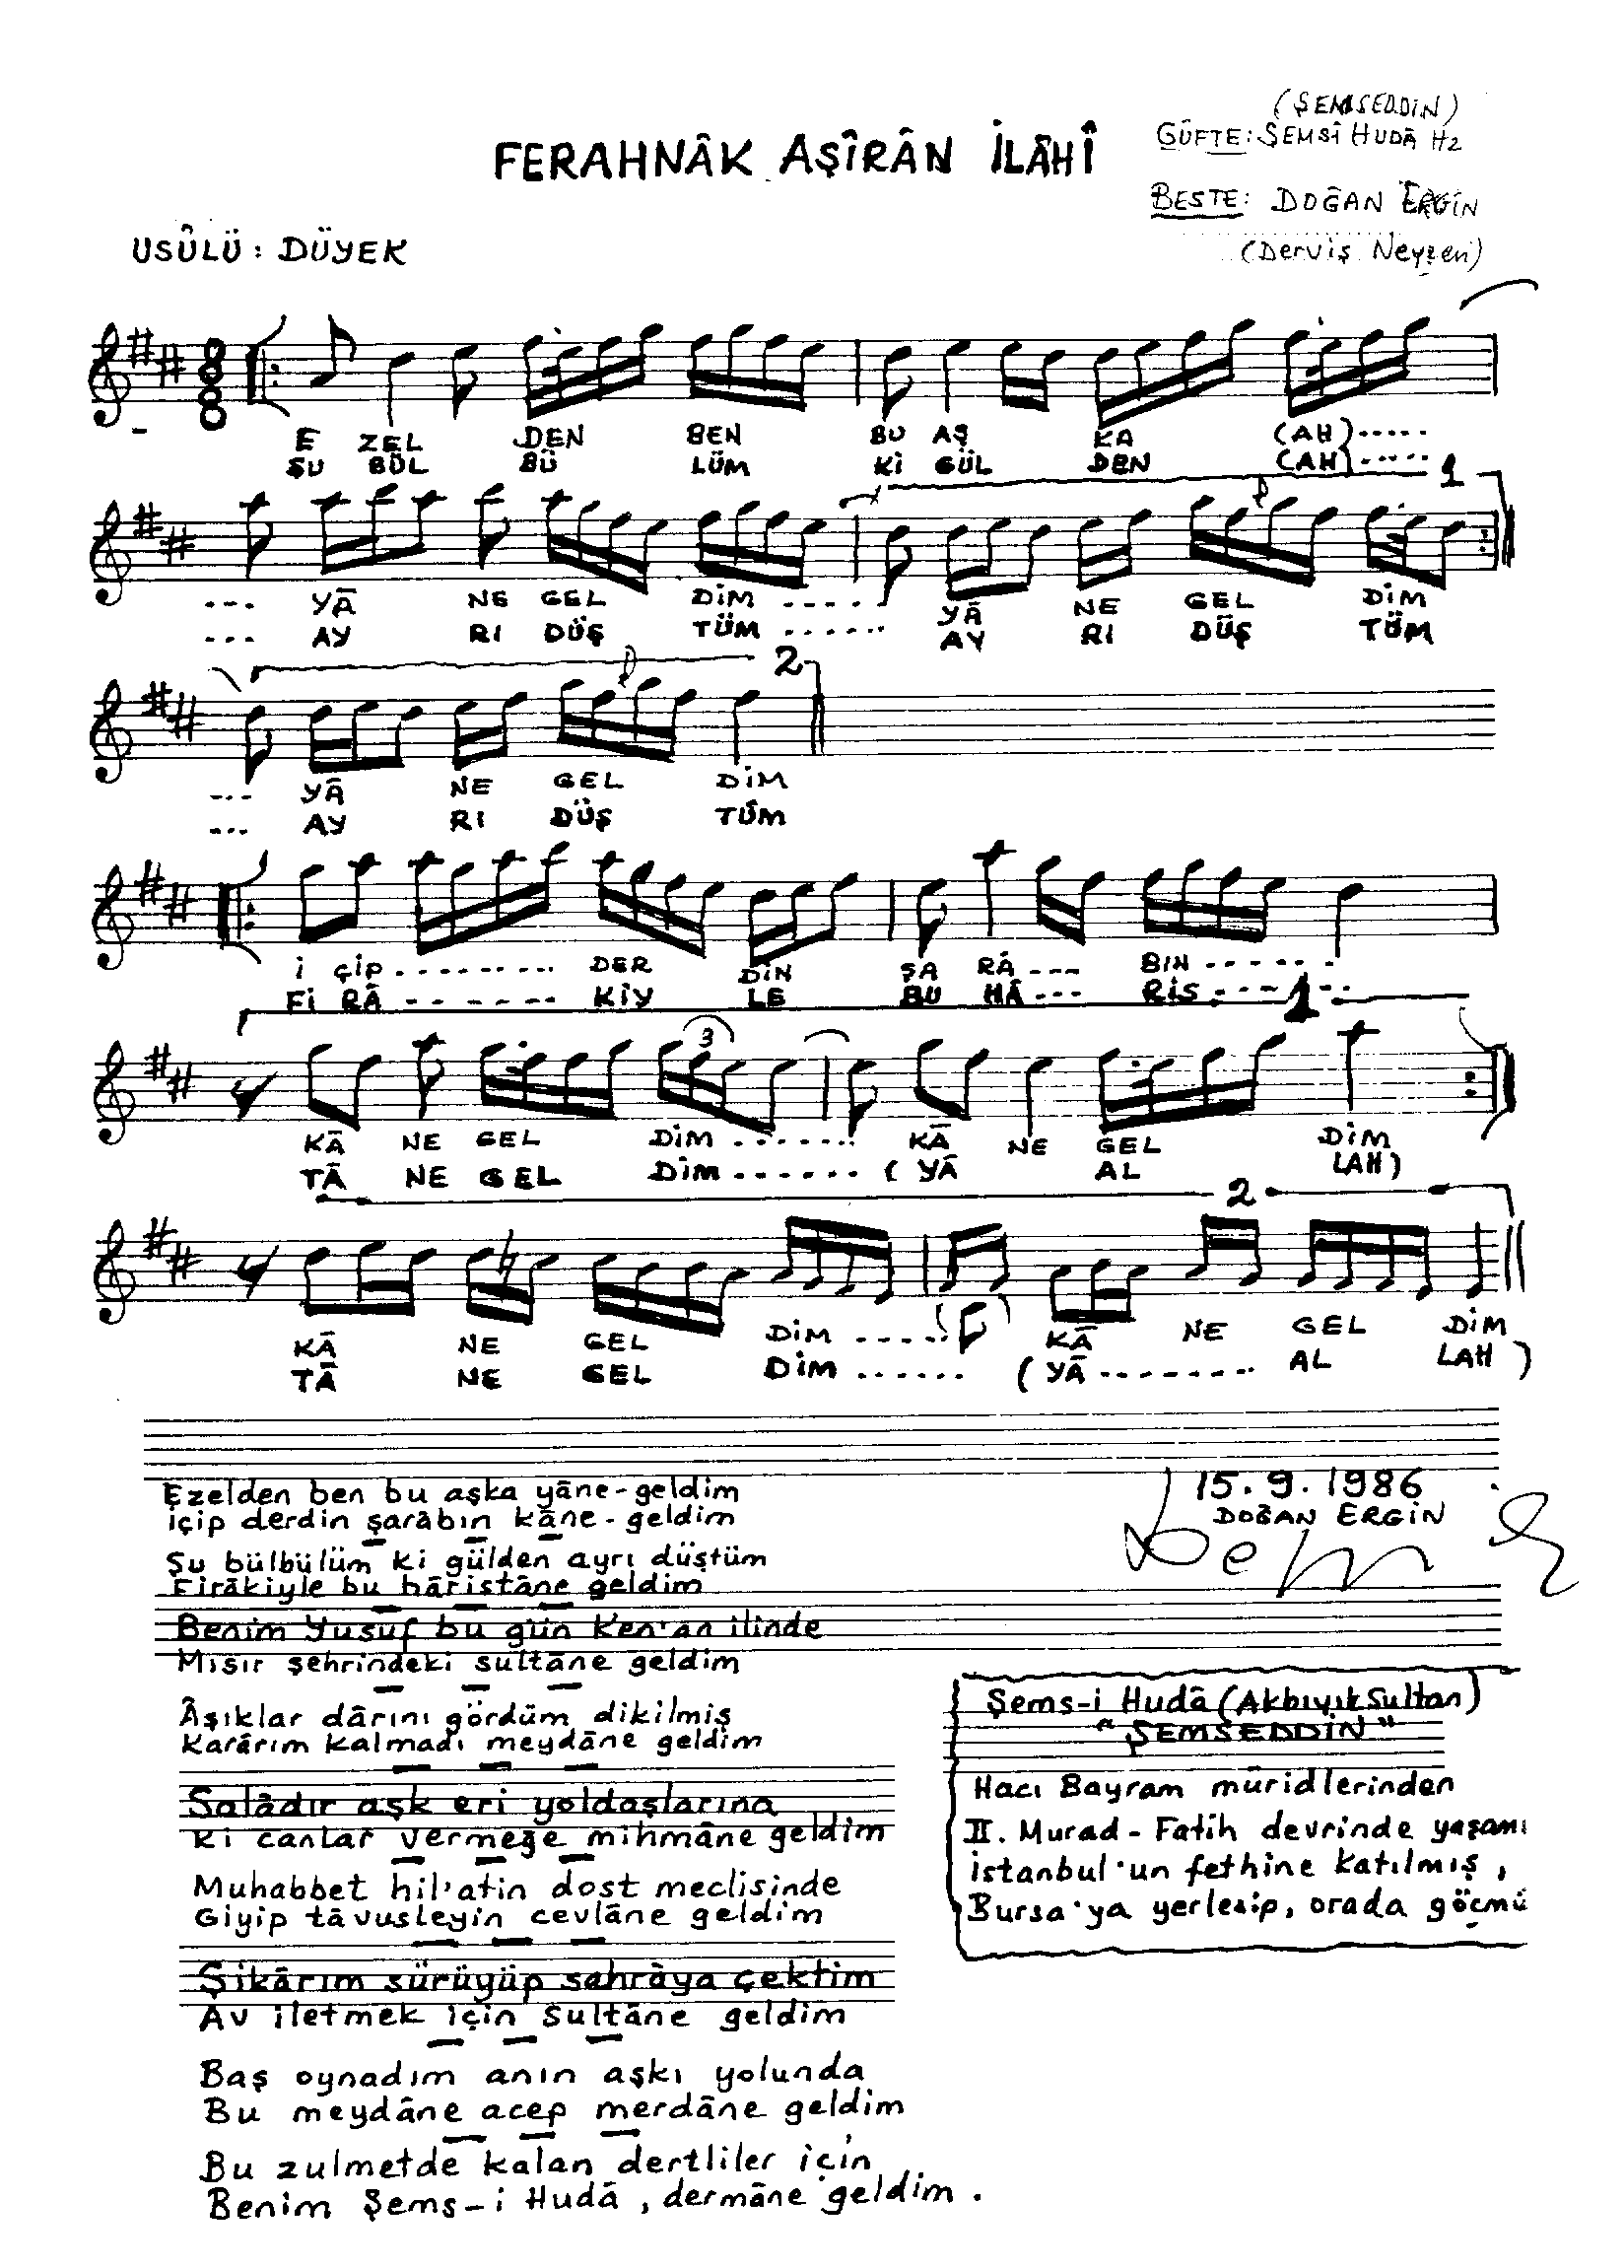 (ŞEMSEDDİN)
FERAHNÂK AŞÎRÂN İLÂHÎ
GÜFTE: ŞEMSÎ HUDÂ Hz
BESTE: DOĞAN ERGİN
(Derviş Neyzen)
USÛLÜ: DÜYEK
8
8
E ZEL DEN BEN BU AŞ KA (AH).....
ŞU BÜL BÜ LÜM Kİ GÜL DEN (AH).....
1
--- YÂ NE GEL DİM ...... YÂ NE GEL DİM
--- AY RI DÜŞ TÜM ...... AY RI DÜŞ TÜM
2
--- YÂ NE GEL DİM
--- AY RI DÜŞ TÜM
İ ÇİP......... DER DİN ŞA RÂ --- BIN ......
Fİ RÂ ------- KİY LE BU HÂ --- RİS ------
1
3
KÂ NE GEL DİM ....... KÂ NE GEL DİM
TÂ NE GEL DİM ...... (YÂ AL LAH)
2
KÂ NE GEL DİM ..... KÂ NE GEL DİM
TÂ NE GEL DİM ...... (YÂ -------- AL LAH)
Ezelden ben bu aşka yâne-geldim
içip derdin şarâbın kâne-geldim
Şu bülbülüm ki gülden ayrı düştüm
Firâkiyle bu hâristâne geldim
Benim Yusuf bu gün Ken'an ilinde
Mısır şehrindeki sultâne geldim
Âşıklar dârını gördüm dikilmiş
Karârım kalmadı meydâne geldim
Salâdır aşk eri yoldaşlarına
Ki canlar vermeğe mihmâne geldim
Muhabbet hil'atin dost meclisinde
Giyip tâvusleyin cevlâne geldim
Şikârım sürüyüp sahrâya çektim
Av iletmek için sultâne geldim
Baş oynadım anın aşkı yolunda
Bu meydâne acep merdâne geldim
Bu zulmetde kalan dertliler için
Benim Şems-i Hudâ, dermâne geldim.
15.9.1986
DOĞAN ERGİN
Şems-i Hudâ (Akbıyık Sultan)
"ŞEMSEDDİN"
Hacı Bayram müridlerinden
II. Murad - Fatih devrinde yaşamı
istanbul'un fethine katılmış,
Bursa'ya yerleşip, orada göçmü